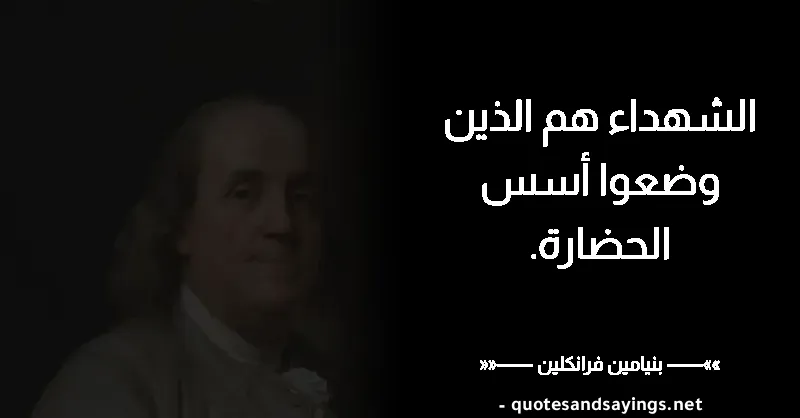 الشهداء هم الذين
وضعوا أسس
الحضارة.
»»—— بنيامين فرانكلين ——««
- quotesandsayings.net